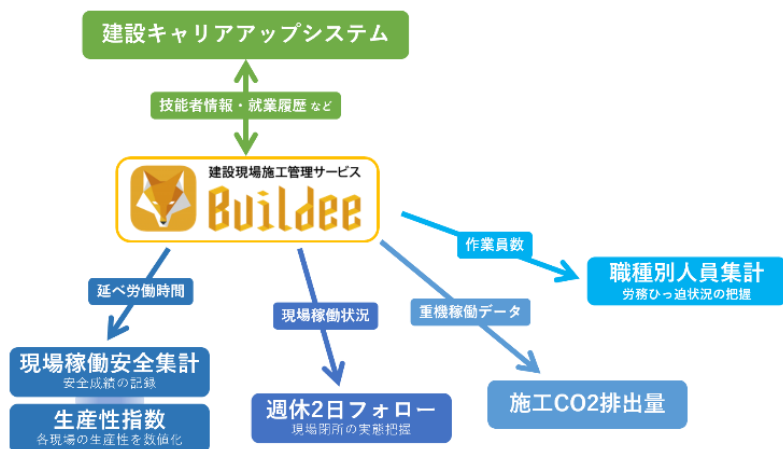 建設キャリアアップシステム
技能者情報・就業履歴 など
建設現場施工管理サービス
Buildee
作業員数
職種別人員集計
労務ひっ迫状況の把握
延べ労働時間
現場稼働状況
重機稼働データ
現場稼働安全集計
安全成績の記録
生産性指数
各現場の生産性を数値化
週休2日フォロー
現場閉所の実態把握
施工CO2排出量